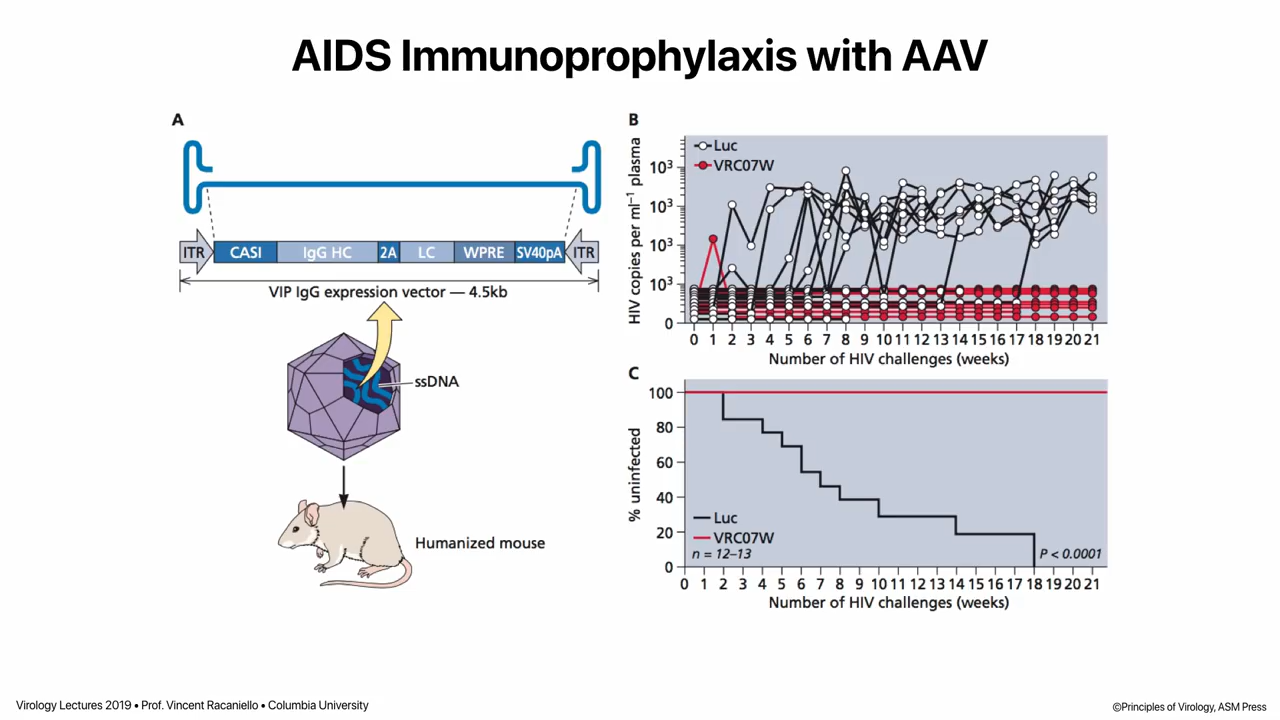 AIDS Immunoprophylaxis with AAV
A
ITR CASI IgG HC 2A LC WPRE SV40pA ITR
VIP IgG expression vector — 4.5kb
ssDNA
Humanized mouse
B
HIV copies per ml⁻¹ plasma
Luc
VRC07W
10³
10³
10³
10³
0
0 1 2 3 4 5 6 7 8 9 10 11 12 13 14 15 16 17 18 19 20 21
Number of HIV challenges (weeks)
C
% uninfected
100
80
60
40
20
0
Luc
VRC07W
n = 12–13
P < 0.0001
0 1 2 3 4 5 6 7 8 9 10 11 12 13 14 15 16 17 18 19 20 21
Number of HIV challenges (weeks)
Virology Lectures 2019 • Prof. Vincent Racaniello • Columbia University
©Principles of Virology, ASM Press